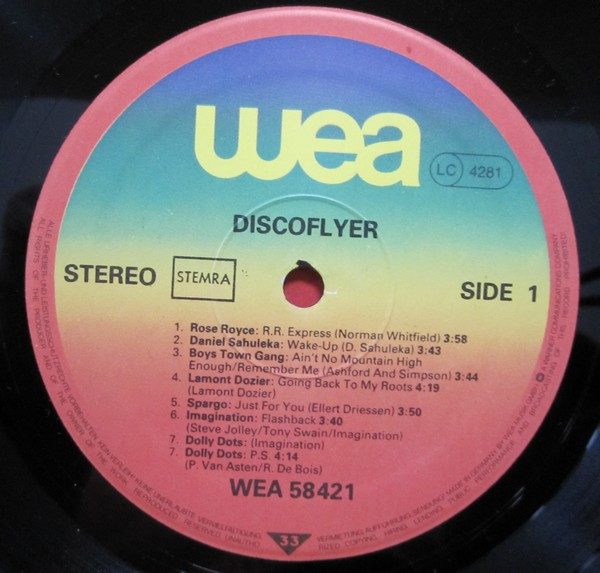 wea
LC 4281
DISCOFLYER
STEREO STEMRA SIDE 1
1. Rose Royce: R.R. Express (Norman Whitfield) 3:58
2. Daniel Sahuleka: Wake-Up (D. Sahuleka) 3:43
3. Boys Town Gang: Ain't No Mountain High
Enough/Remember Me (Ashford And Simpson) 3:44
4. Lamont Dozier: Going Back To My Roots 4:19
(Lamont Dozier)
5. Spargo: Just For You (Ellert Driessen) 3:50
6. Imagination: Flashback 3:40
(Steve Jolley/Tony Swain/Imagination)
7. Dolly Dots: (Imagination)
7. Dolly Dots: P.S. 4:14
(P. Van Asten/R. De Bois)
WEA 58421
33